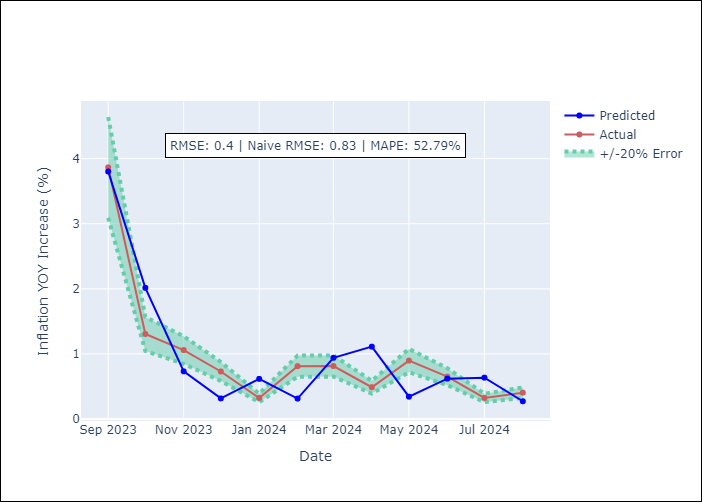 Predicted
Actual
+/-20% Error
RMSE: 0.4 | Naive RMSE: 0.83 | MAPE: 52.79%
Inflation YOY Increase (%)
4
3
2
1
0
Sep 2023 Nov 2023 Jan 2024 Mar 2024 May 2024 Jul 2024
Date